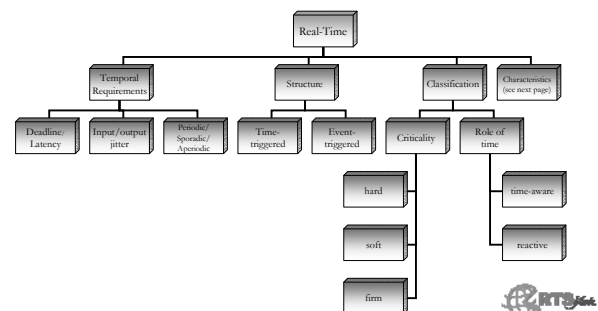 Real-Time
Temporal
Requirements
Structure
Classification
Characteristics
(see next page)
Deadline/
Latency
Input/output
jitter
Periodic/
Sporadic/
Aperiodic
Time-
triggered
Event-
triggered
Criticality
Role of
time
hard
time-aware
soft
reactive
firm
RTS